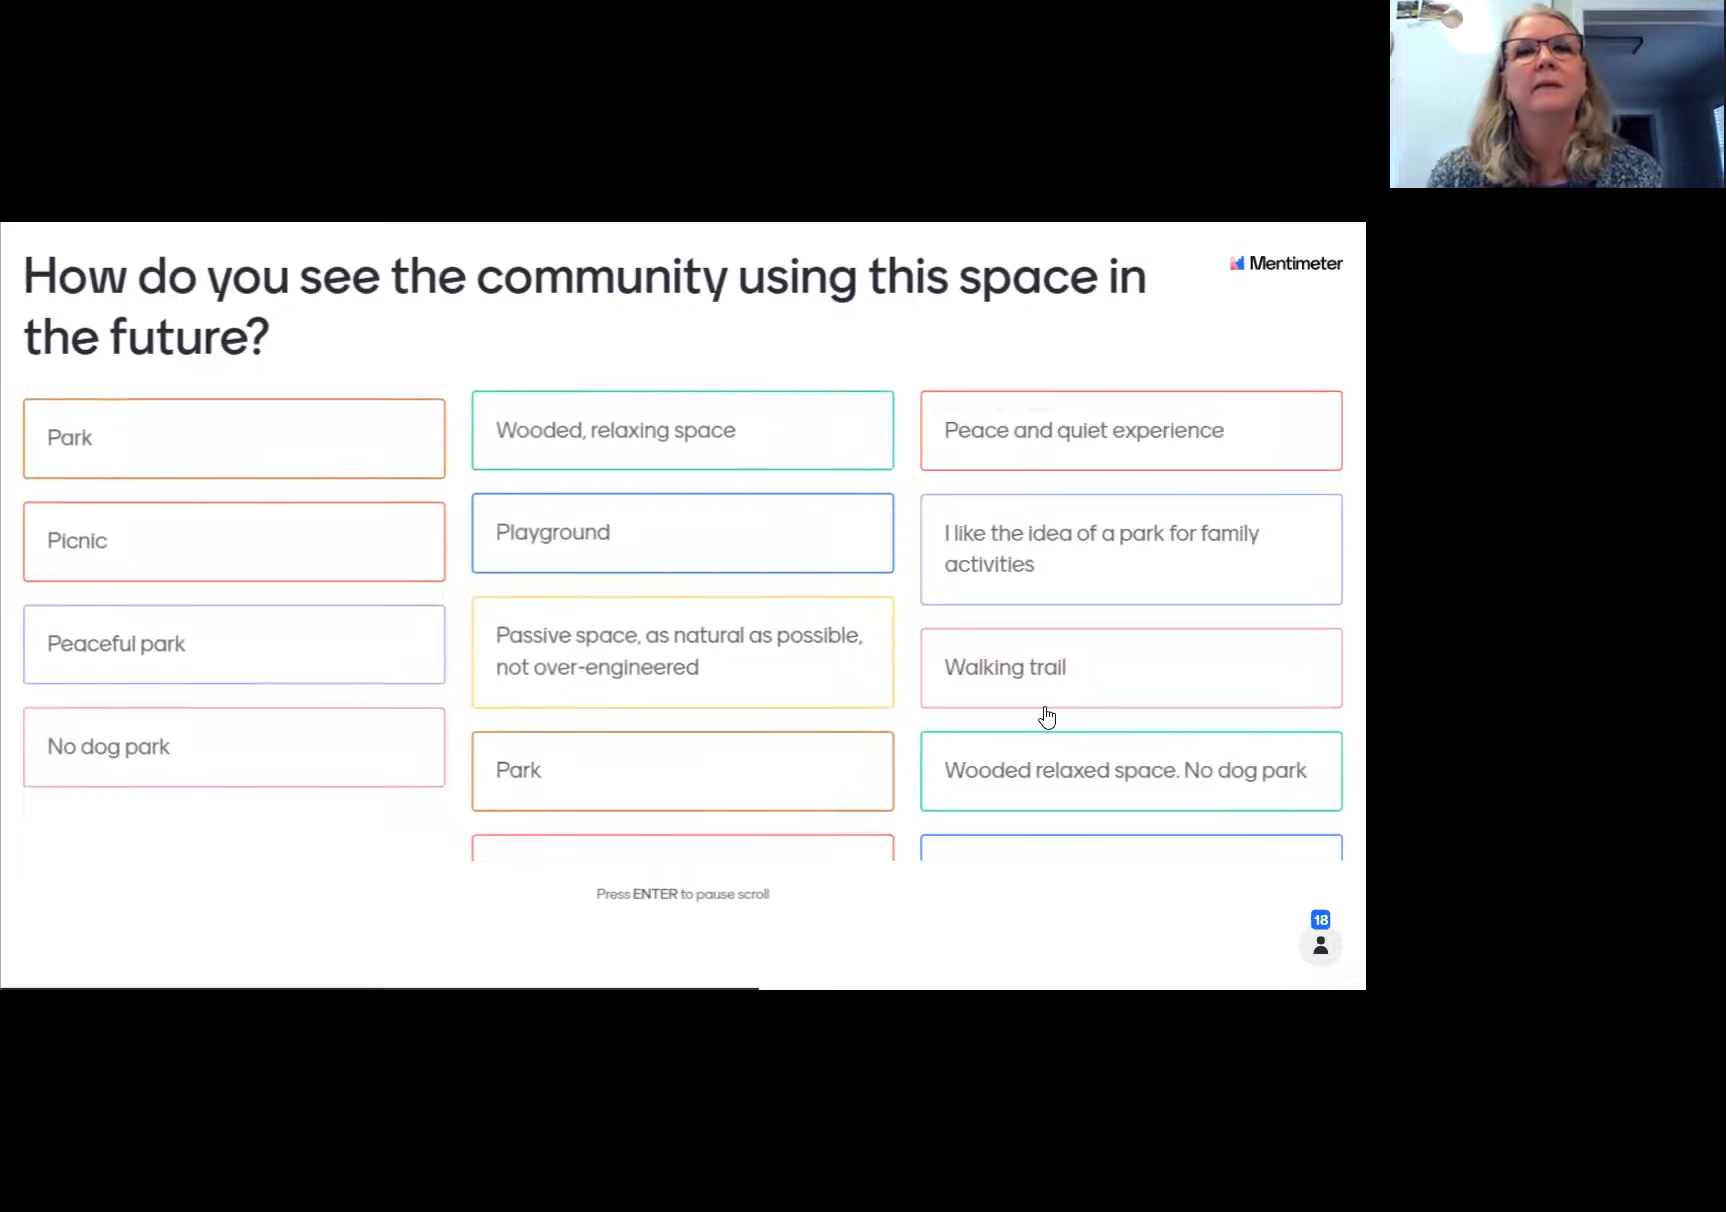 How do you see the community using this space in
the future?
Mentimeter
Park
Picnic
Peaceful park
No dog park
Wooded, relaxing space
Playground
Passive space, as natural as possible,
not over-engineered
Park
Peace and quiet experience
I like the idea of a park for family
activities
Walking trail
Wooded relaxed space. No dog park
Press ENTER to pause scroll
18